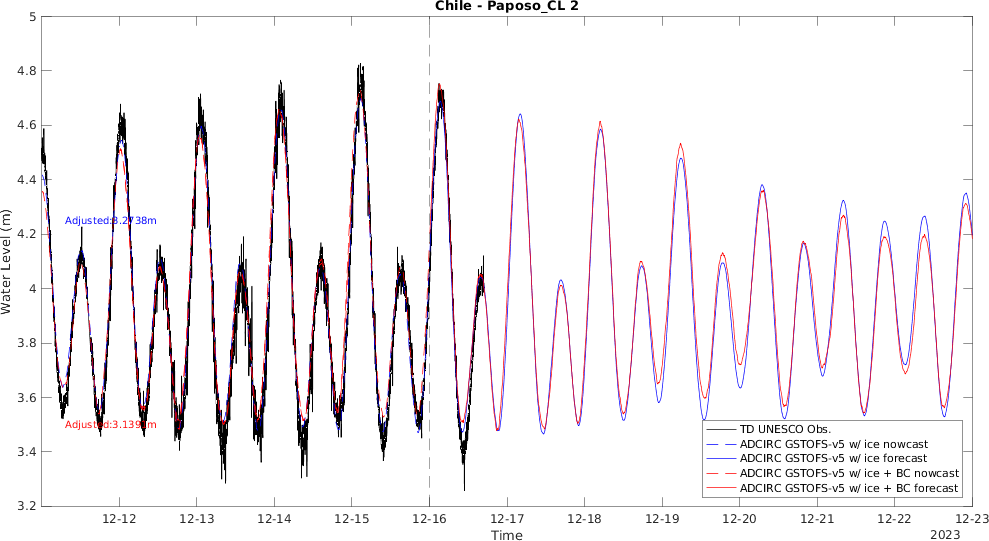 Chile - Paposo_CL 2
5
4.8
4.6
4.4
4.2
4
3.8
3.6
3.4
3.2
Water Level (m)
Adjusted:3.2738m
TD UNESCO Obs.
ADCIRC GSTOFS-v5 w/ ice nowcast
ADCIRC GSTOFS-v5 w/ ice forecast
ADCIRC GSTOFS-v5 w/ ice + BC nowcast
ADCIRC GSTOFS-v5 w/ ice + BC forecast
12-12
12-13
12-14
12-15
12-16
12-17
12-18
12-19
12-20
12-21
12-22
12-23
Time
2023